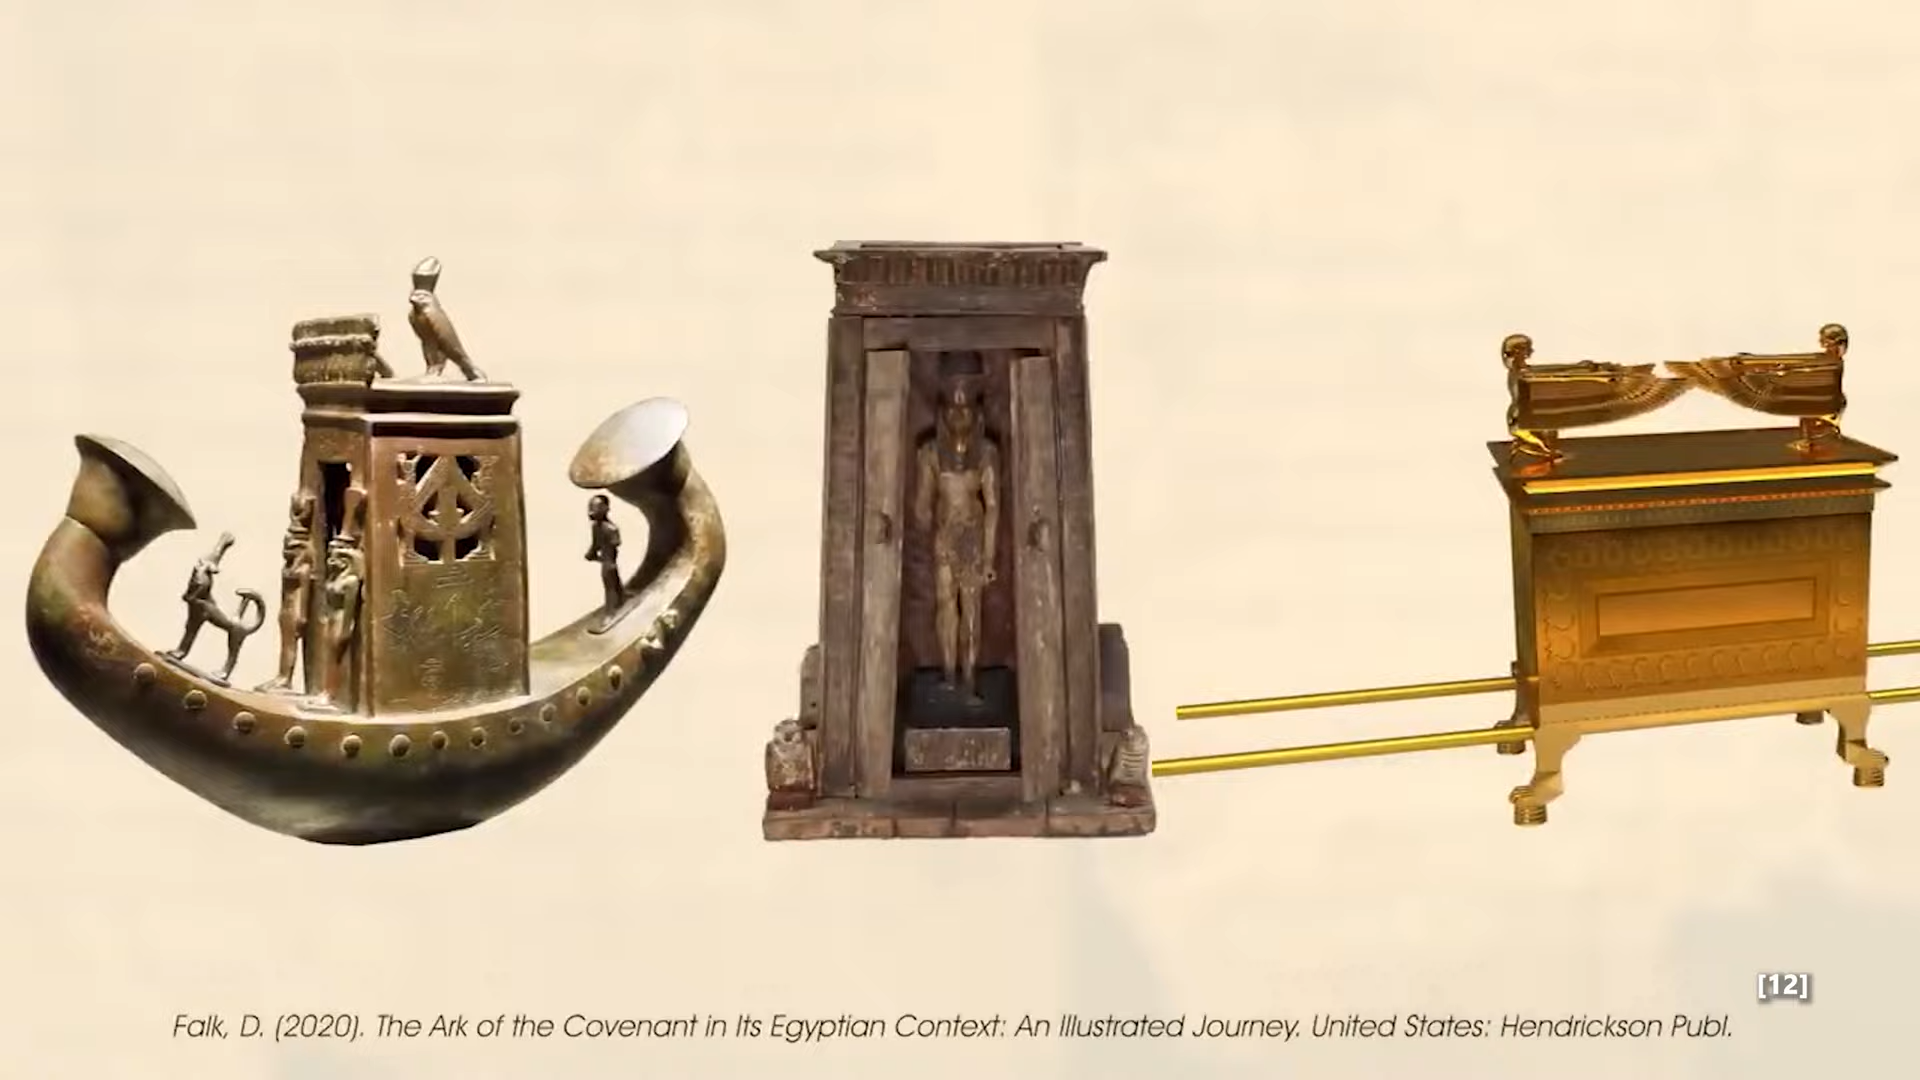 [12]
Falk, D. (2020). The Ark of the Covenant in Its Egyptian Context: An Illustrated Journey. United States: Hendrickson Publ.